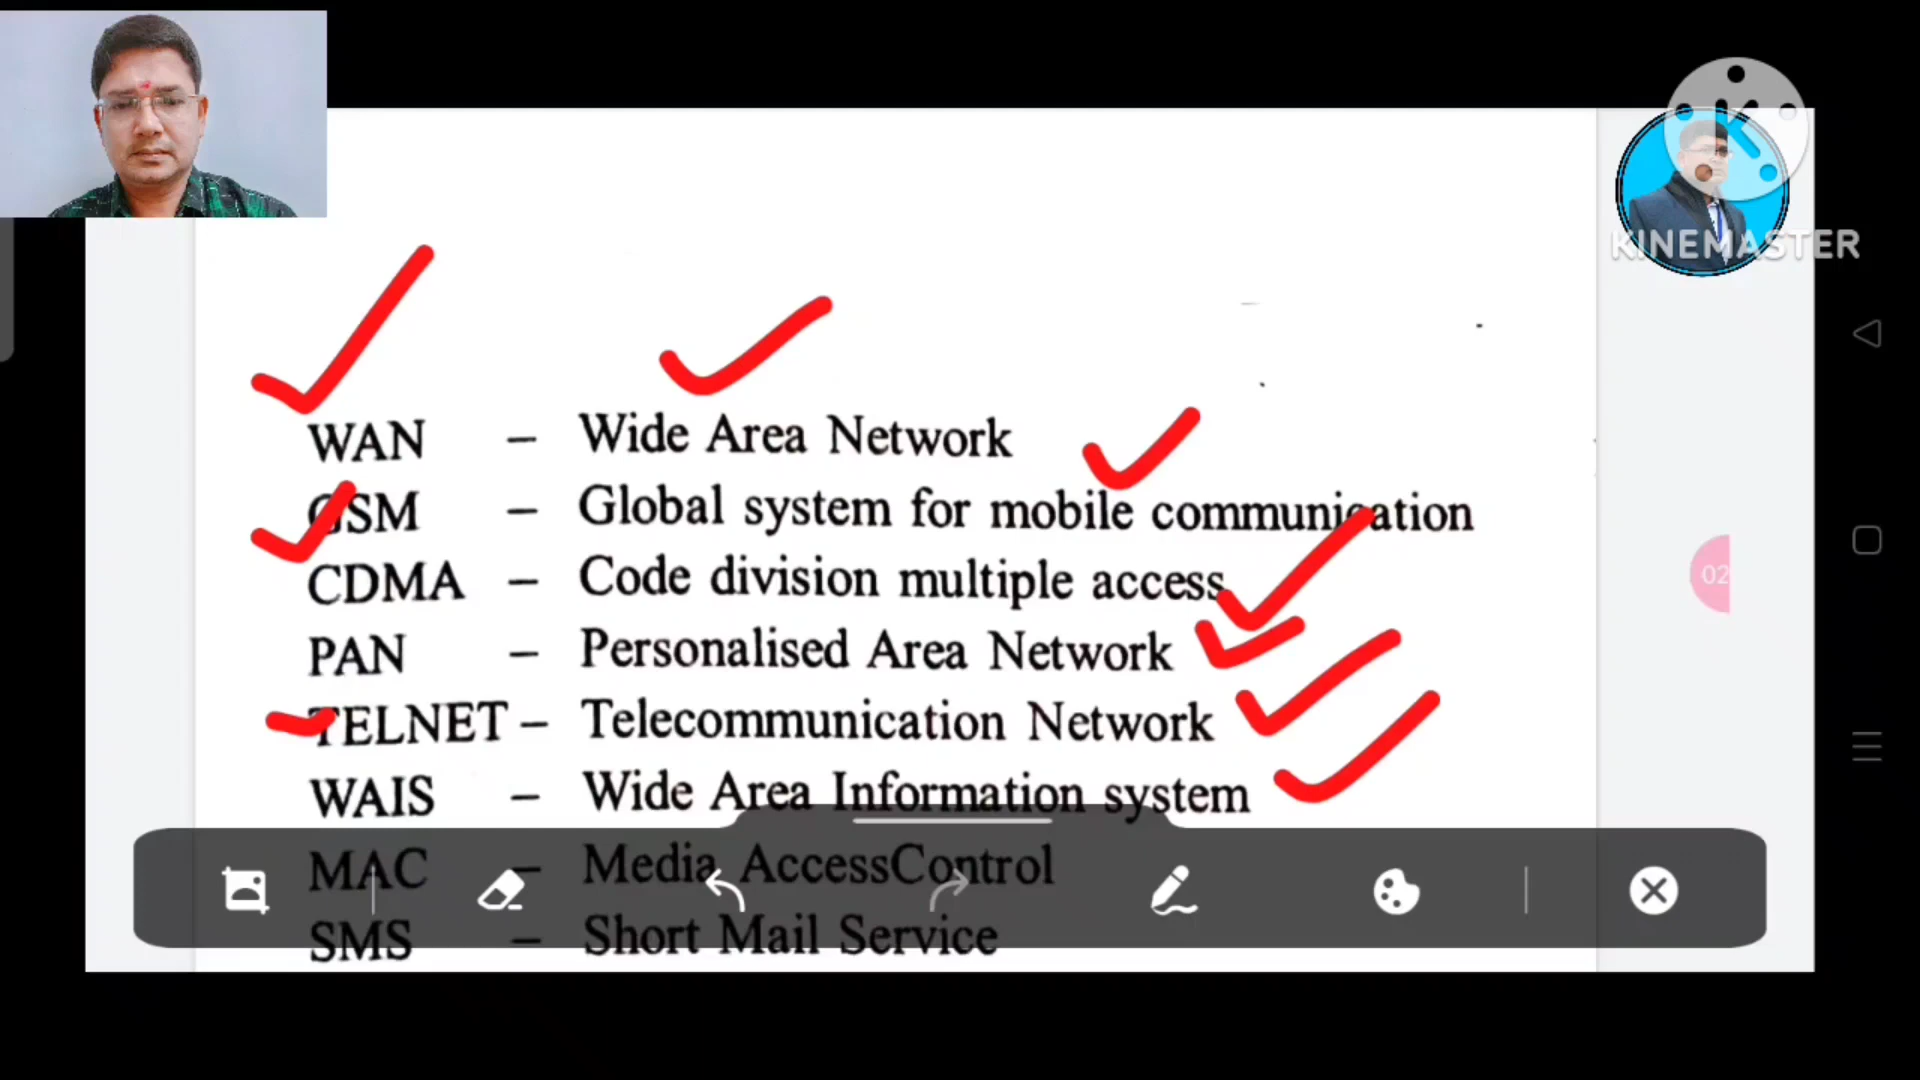 KINEMASTER
WAN – Wide Area Network
GSM – Global system for mobile communication
CDMA – Code division multiple access
PAN – Personalised Area Network
02
TELNET – Telecommunication Network
WAIS – Wide Area Information system
MAC – Media AccessControl
SMS – Short Mail Service